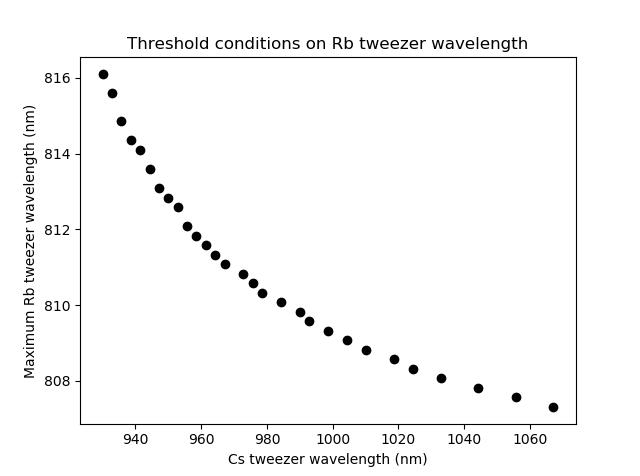 Threshold conditions on Rb tweezer wavelength
Maximum Rb tweezer wavelength (nm)
816
814
812
810
808
940 960 980 1000 1020 1040 1060
Cs tweezer wavelength (nm)